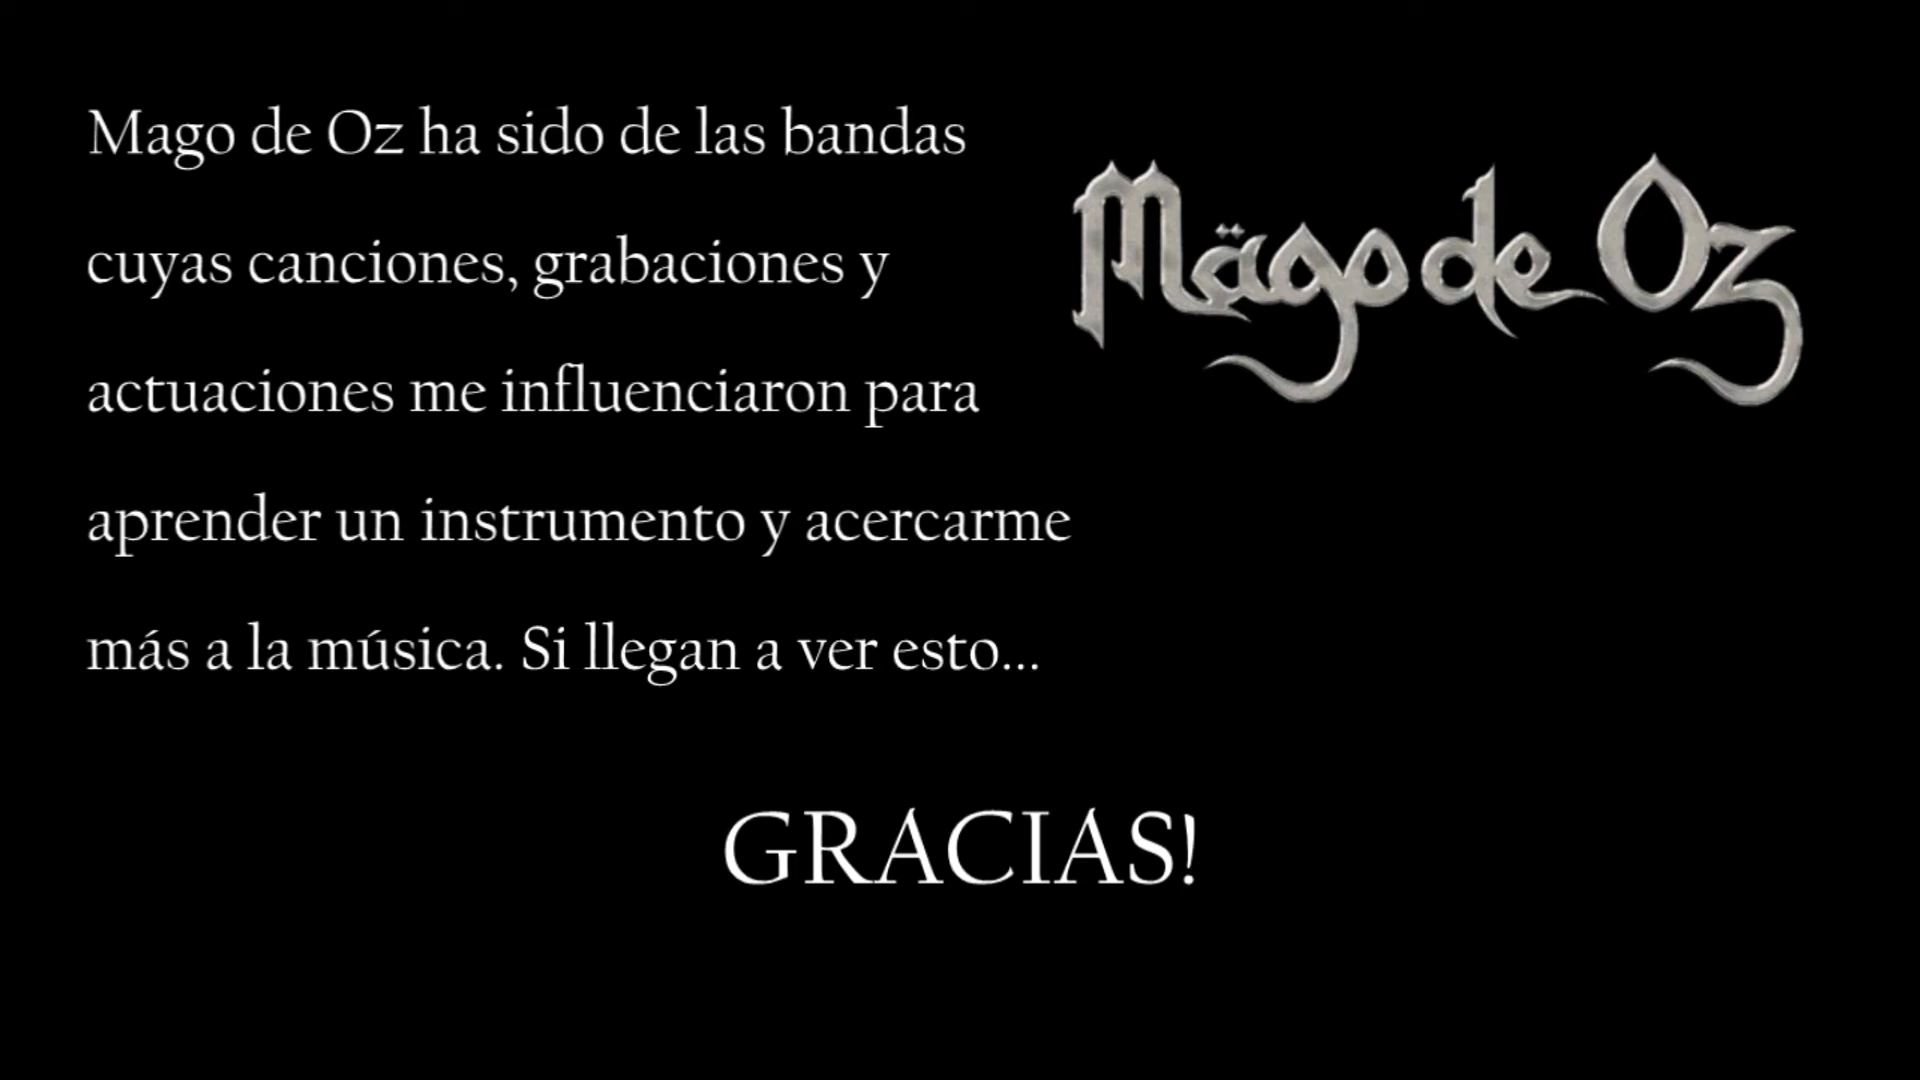 Mago de Oz ha sido de las bandas
cuyas canciones, grabaciones y
actuaciones me influenciaron para
aprender un instrumento y acercarme
más a la música. Si llegan a ver esto...
Mägo de Oz
GRACIAS!